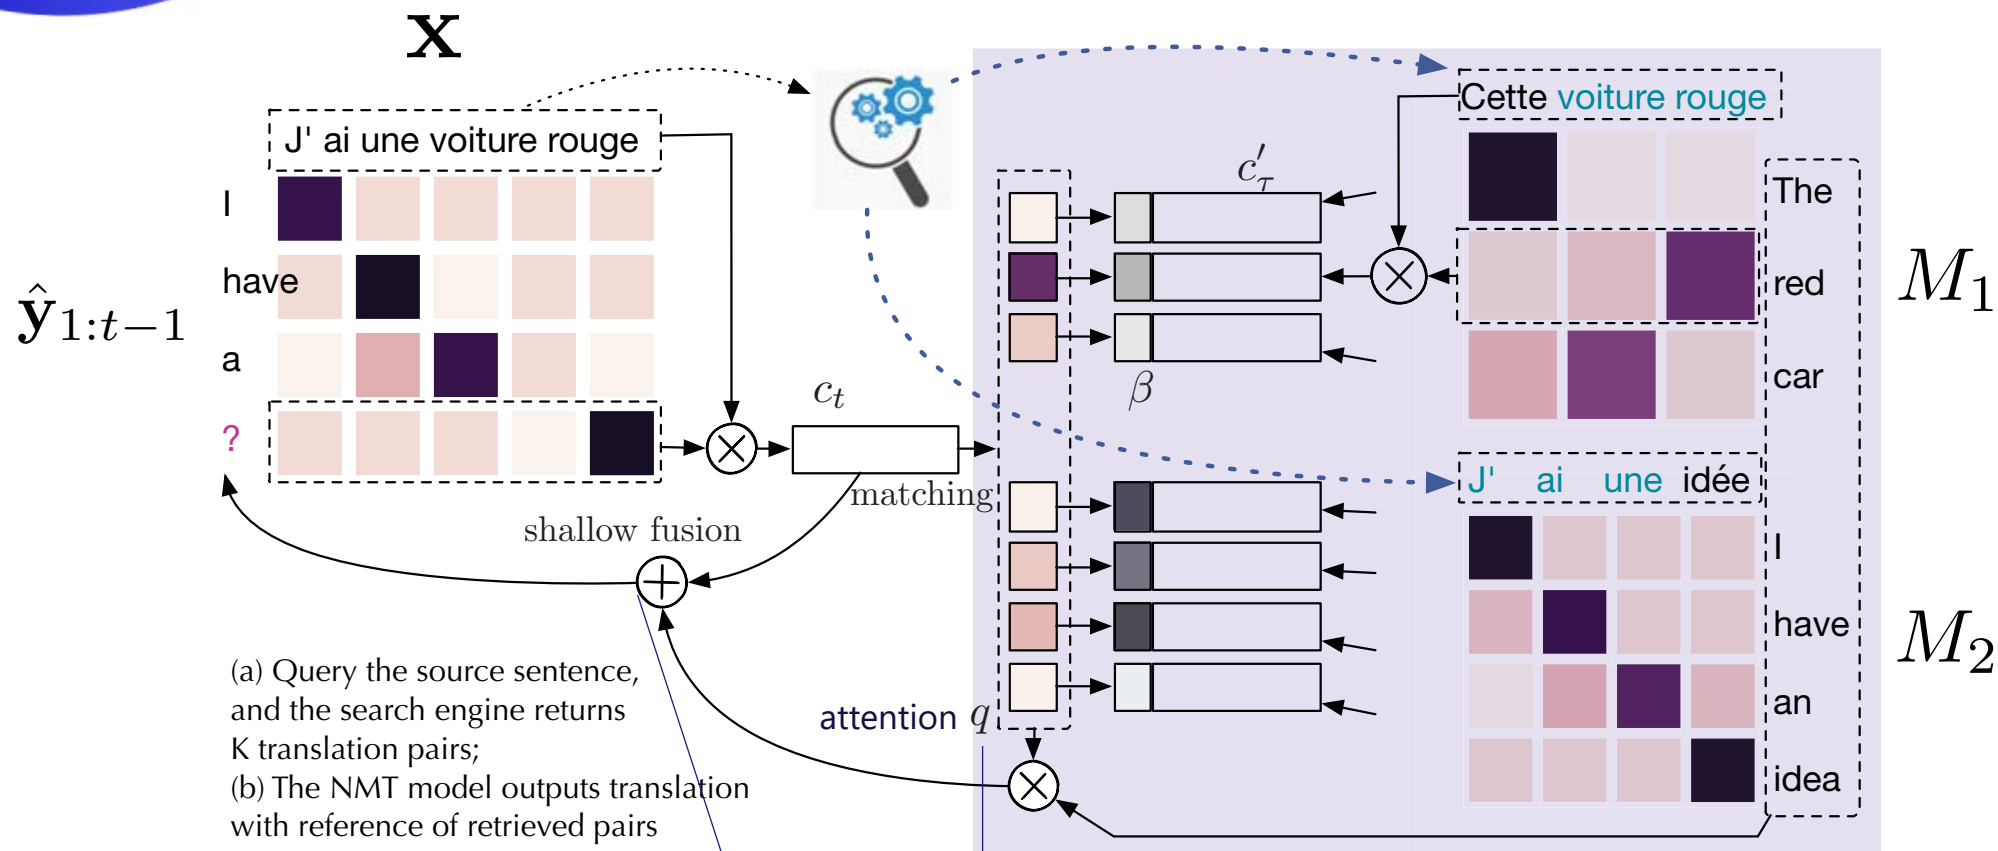 x
J' ai une voiture rouge
I
have
a
?
ŷ1:t−1
ct
matching
shallow fusion
attention q
(a) Query the source sentence,
and the search engine returns
K translation pairs;
(b) The NMT model outputs translation
with reference of retrieved pairs
c′τ
β
Cette voiture rouge
The
red
car
M1
J' ai une idée
I
have
an
idea
M2